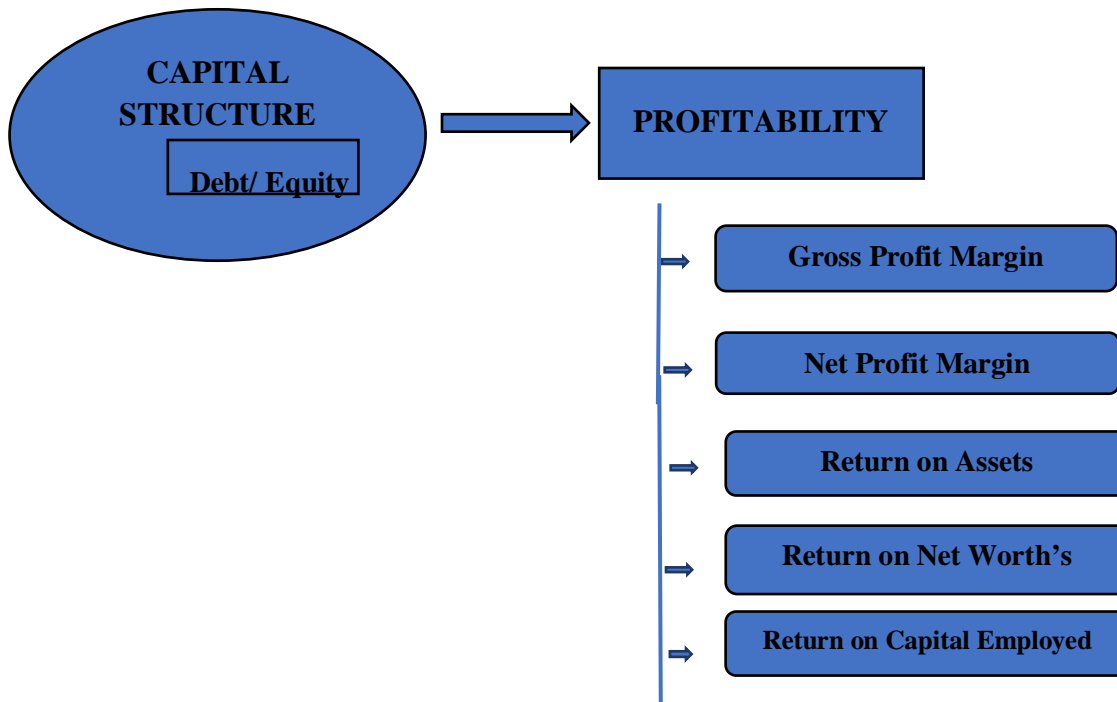 CAPITAL
STRUCTURE
Debt/ Equity
PROFITABILITY
Gross Profit Margin
Net Profit Margin
Return on Assets
Return on Net Worth’s
Return on Capital Employed